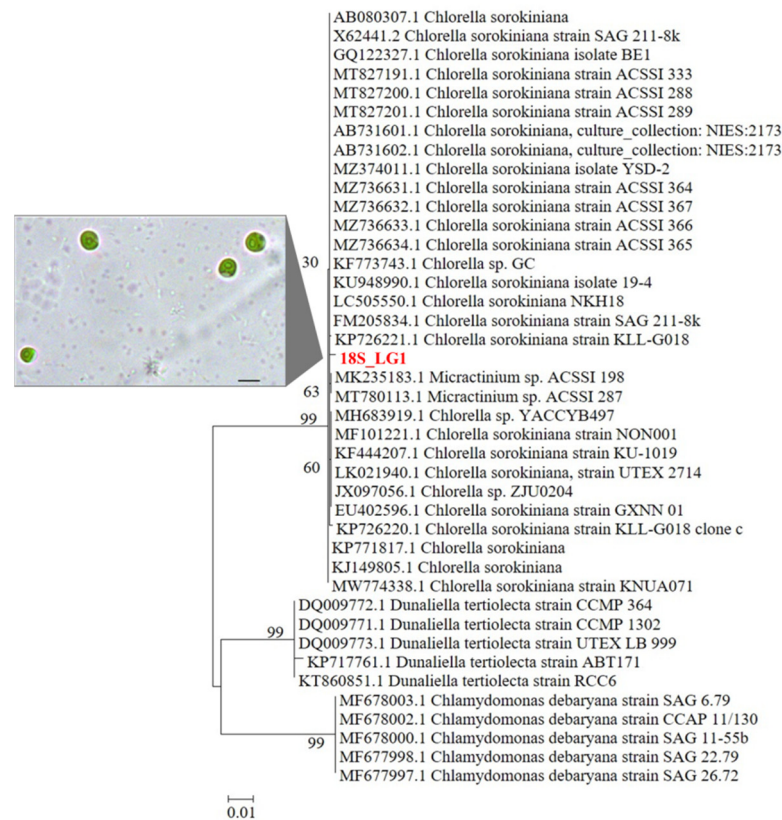 AB080307.1 Chlorella sorokiniana
X62441.2 Chlorella sorokiniana strain SAG 211-8k
GQ122327.1 Chlorella sorokiniana isolate BE1
MT827191.1 Chlorella sorokiniana strain ACSSI 333
MT827200.1 Chlorella sorokiniana strain ACSSI 288
MT827201.1 Chlorella sorokiniana strain ACSSI 289
AB731601.1 Chlorella sorokiniana, culture_collection: NIES:2173
AB731602.1 Chlorella sorokiniana, culture_collection: NIES:2173
MZ374011.1 Chlorella sorokiniana isolate YSD-2
MZ736631.1 Chlorella sorokiniana strain ACSSI 364
MZ736632.1 Chlorella sorokiniana strain ACSSI 367
MZ736633.1 Chlorella sorokiniana strain ACSSI 366
MZ736634.1 Chlorella sorokiniana strain ACSSI 365
30 KF773743.1 Chlorella sp. GC
KU948990.1 Chlorella sorokiniana isolate 19-4
LC505550.1 Chlorella sorokiniana NKH18
FM205834.1 Chlorella sorokiniana strain SAG 211-8k
KP726221.1 Chlorella sorokiniana strain KLL-G018
18S_LG1
MK235183.1 Micractinium sp. ACSSI 198
63 MT780113.1 Micractinium sp. ACSSI 287
99 MH683919.1 Chlorella sp. YACCYB497
MF101221.1 Chlorella sorokiniana strain NON001
KF444207.1 Chlorella sorokiniana strain KU-1019
60 LK021940.1 Chlorella sorokiniana, strain UTEX 2714
JX097056.1 Chlorella sp. ZJU0204
EU402596.1 Chlorella sorokiniana strain GXNN 01
KP726220.1 Chlorella sorokiniana strain KLL-G018 clone c
KP771817.1 Chlorella sorokiniana
KJ149805.1 Chlorella sorokiniana
MW774338.1 Chlorella sorokiniana strain KNUA071
DQ009772.1 Dunaliella tertiolecta strain CCMP 364
99 DQ009771.1 Dunaliella tertiolecta strain CCMP 1302
DQ009773.1 Dunaliella tertiolecta strain UTEX LB 999
KP717761.1 Dunaliella tertiolecta strain ABT171
KT860851.1 Dunaliella tertiolecta strain RCC6
MF678003.1 Chlamydomonas debaryana strain SAG 6.79
MF678002.1 Chlamydomonas debaryana strain CCAP 11/130
99 MF678000.1 Chlamydomonas debaryana strain SAG 11-55b
MF677998.1 Chlamydomonas debaryana strain SAG 22.79
MF677997.1 Chlamydomonas debaryana strain SAG 26.72
0.01